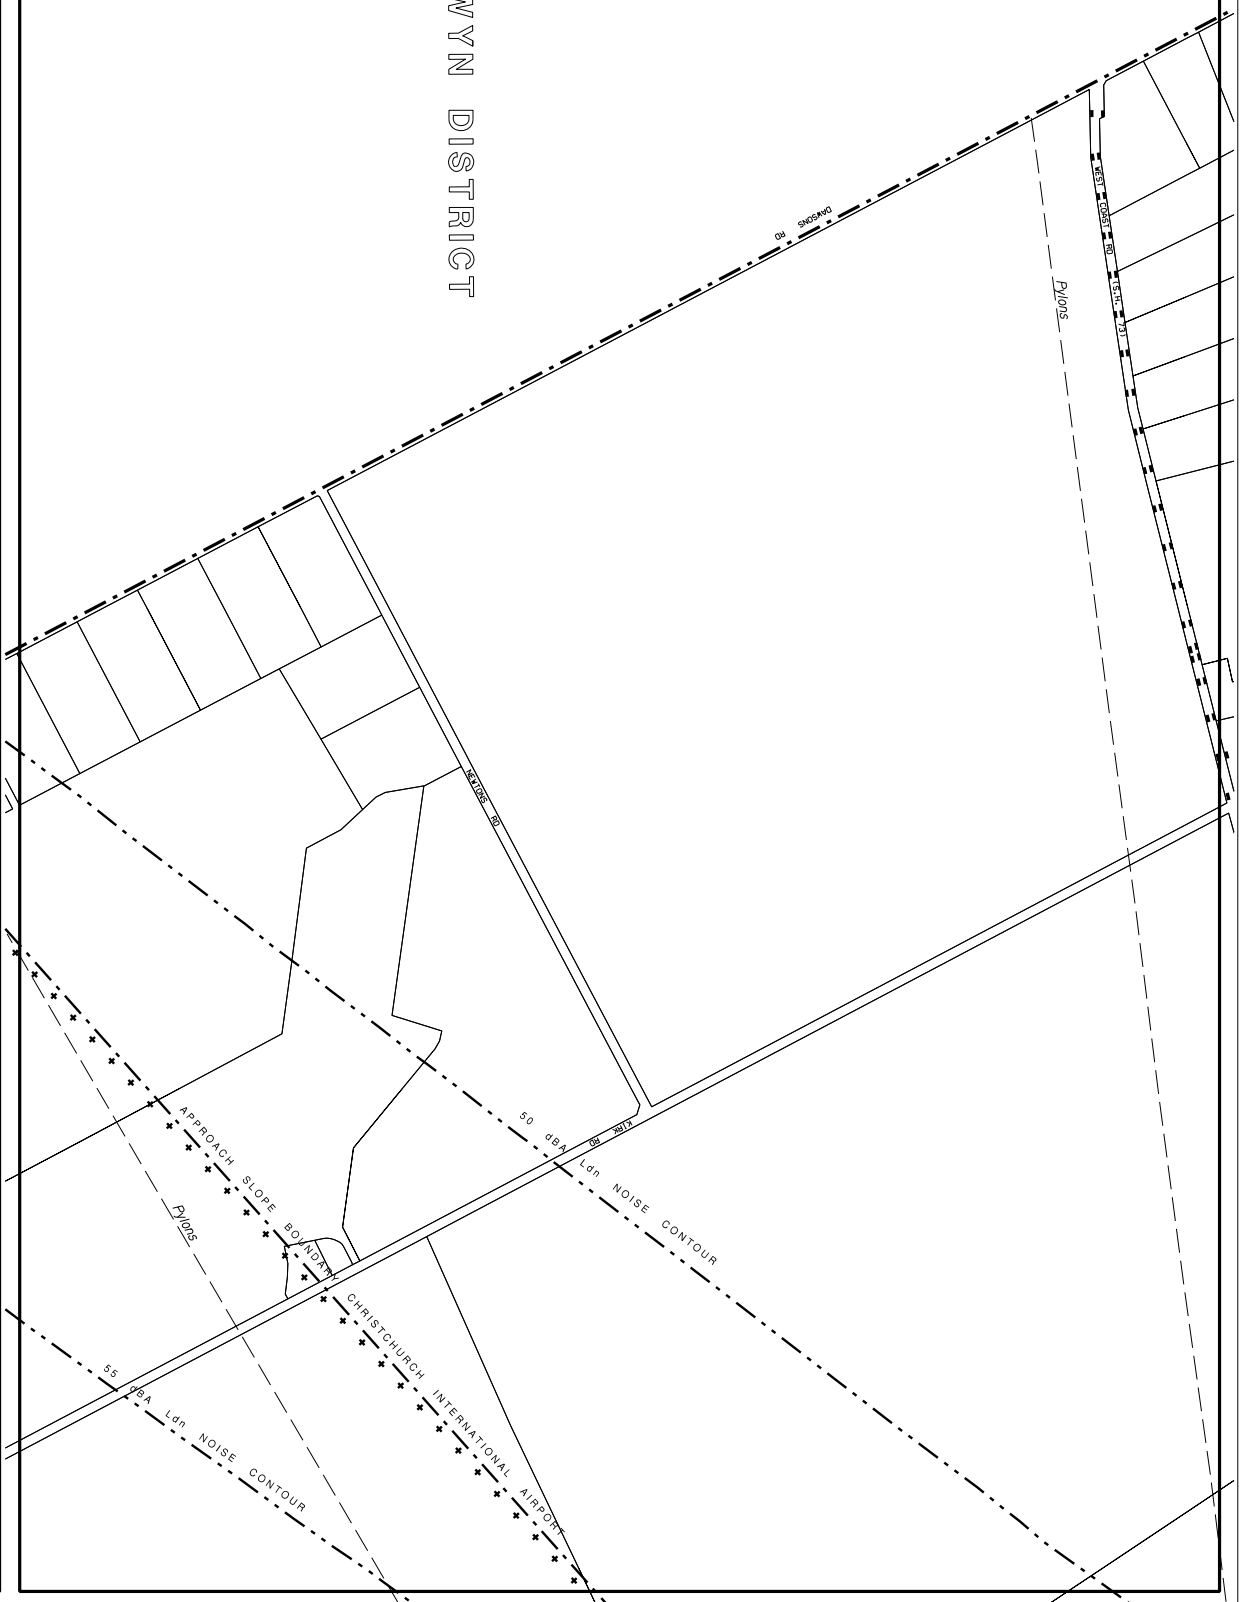 WYN DISTRICT
DAWSONS RD
WEST COAST RD (S.H. 73)
Pylons
NEWTONS RD
KIRK RD
50 dBA Ldn NOISE CONTOUR
APPROACH SLOPE BOUNDARY CHRISTCHURCH INTERNATIONAL AIRPORT
Pylons
55 dBA Ldn NOISE CONTOUR